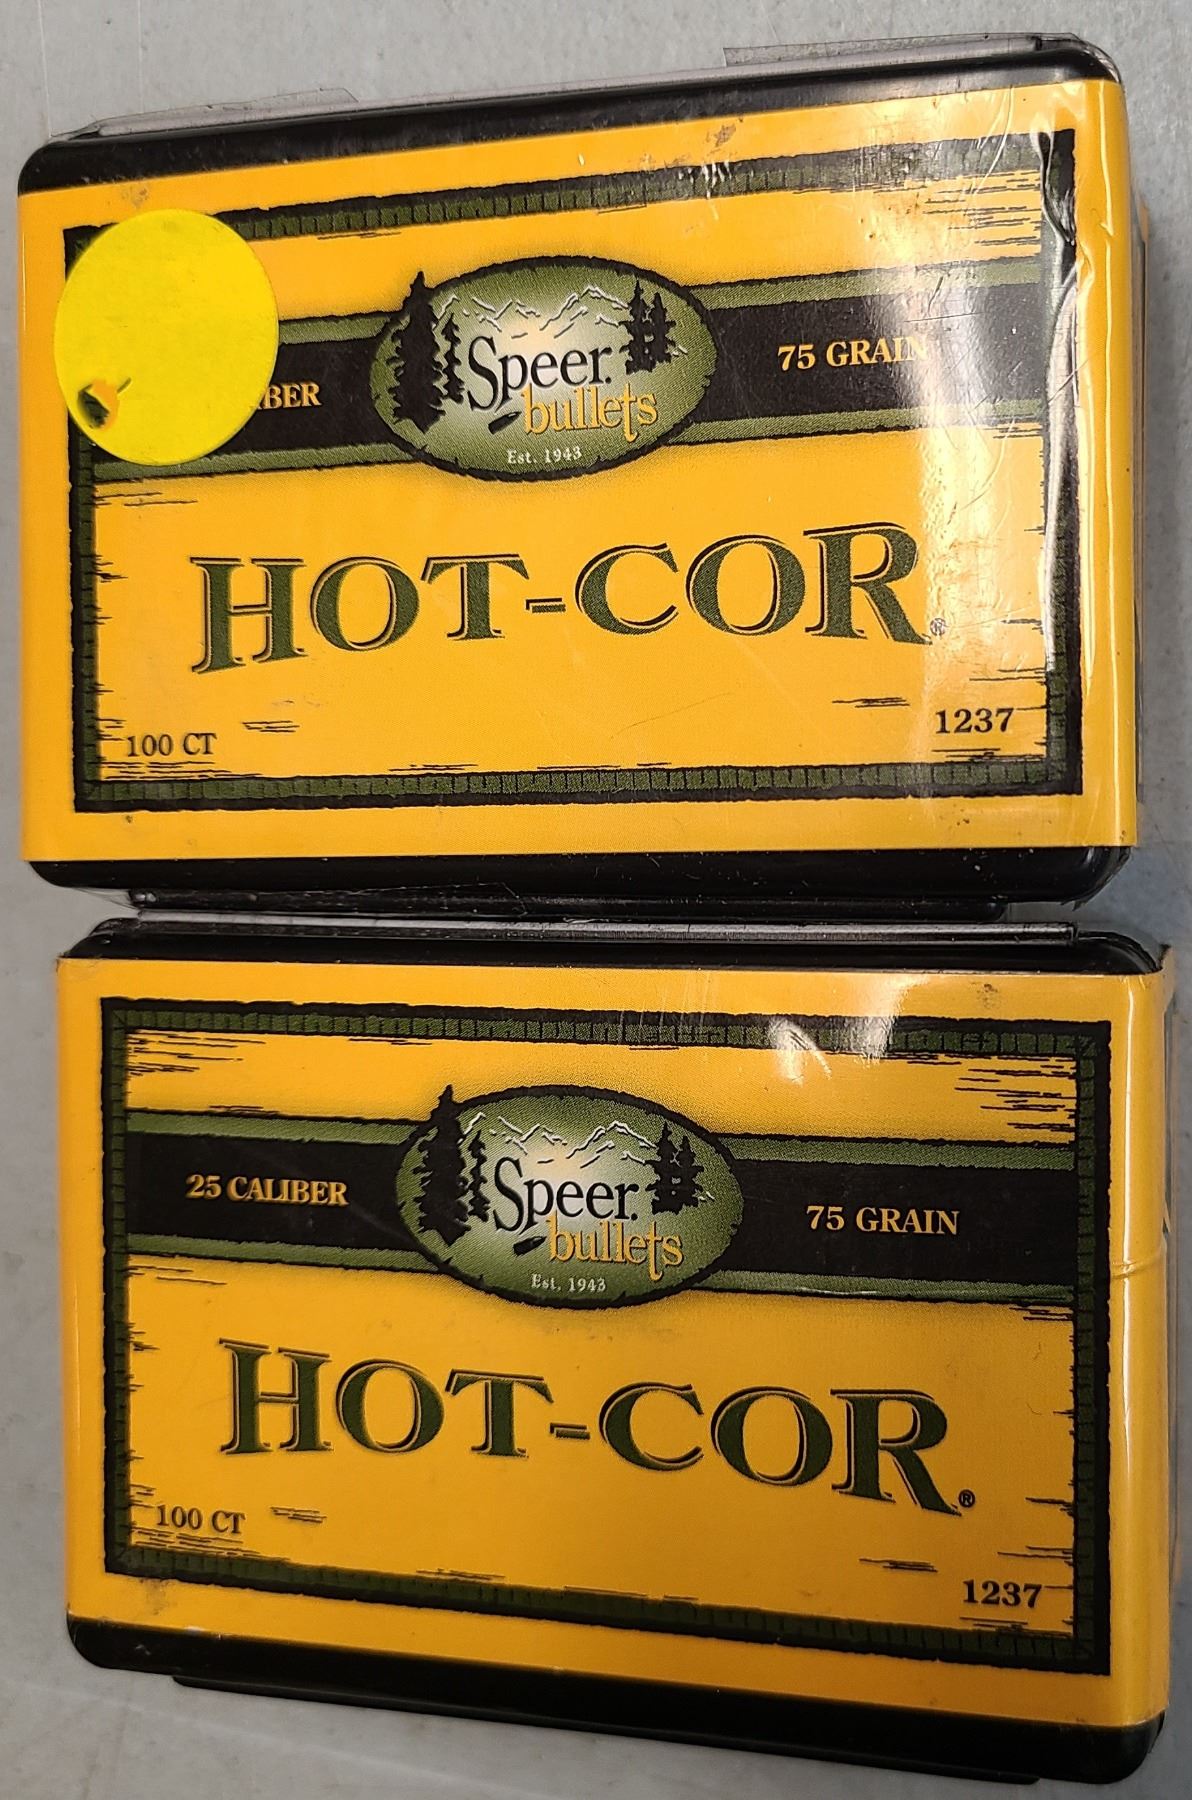 BER
Speer
bullets
Est. 1943
75 GRAIN
HOT-COR®
100 CT
1237
25 CALIBER
Speer
bullets
Est. 1943
75 GRAIN
HOT-COR®
100 CT
1237